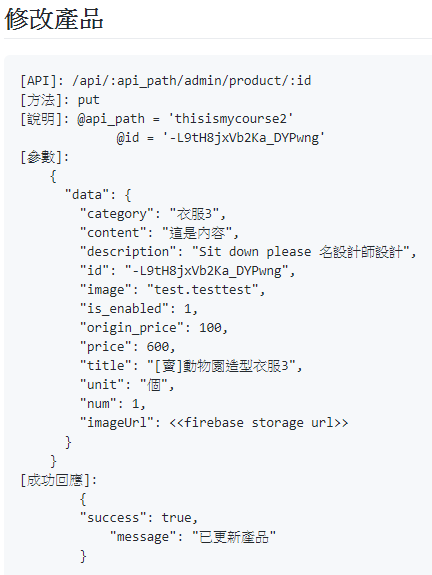 修改產品
[API]: /api/:api_path/admin/product/:id
[方法]: put
[說明]: @api_path = 'thisismycourse2'
@id = '-L9tH8jxVb2Ka_DYPwng'
[參數]:
{
"data": {
"category": "衣服3",
"content": "這是內容",
"description": "Sit down please 名設計師設計",
"id": "-L9tH8jxVb2Ka_DYPwng",
"image": "test.testtest",
"is_enabled": 1,
"origin_price": 100,
"price": 600,
"title": "[賣]動物園造型衣服3",
"unit": "個",
"num": 1,
"imageUrl": <<firebase storage url>>
}
}
[成功回應]:
{
"success": true,
"message": "已更新產品"
}